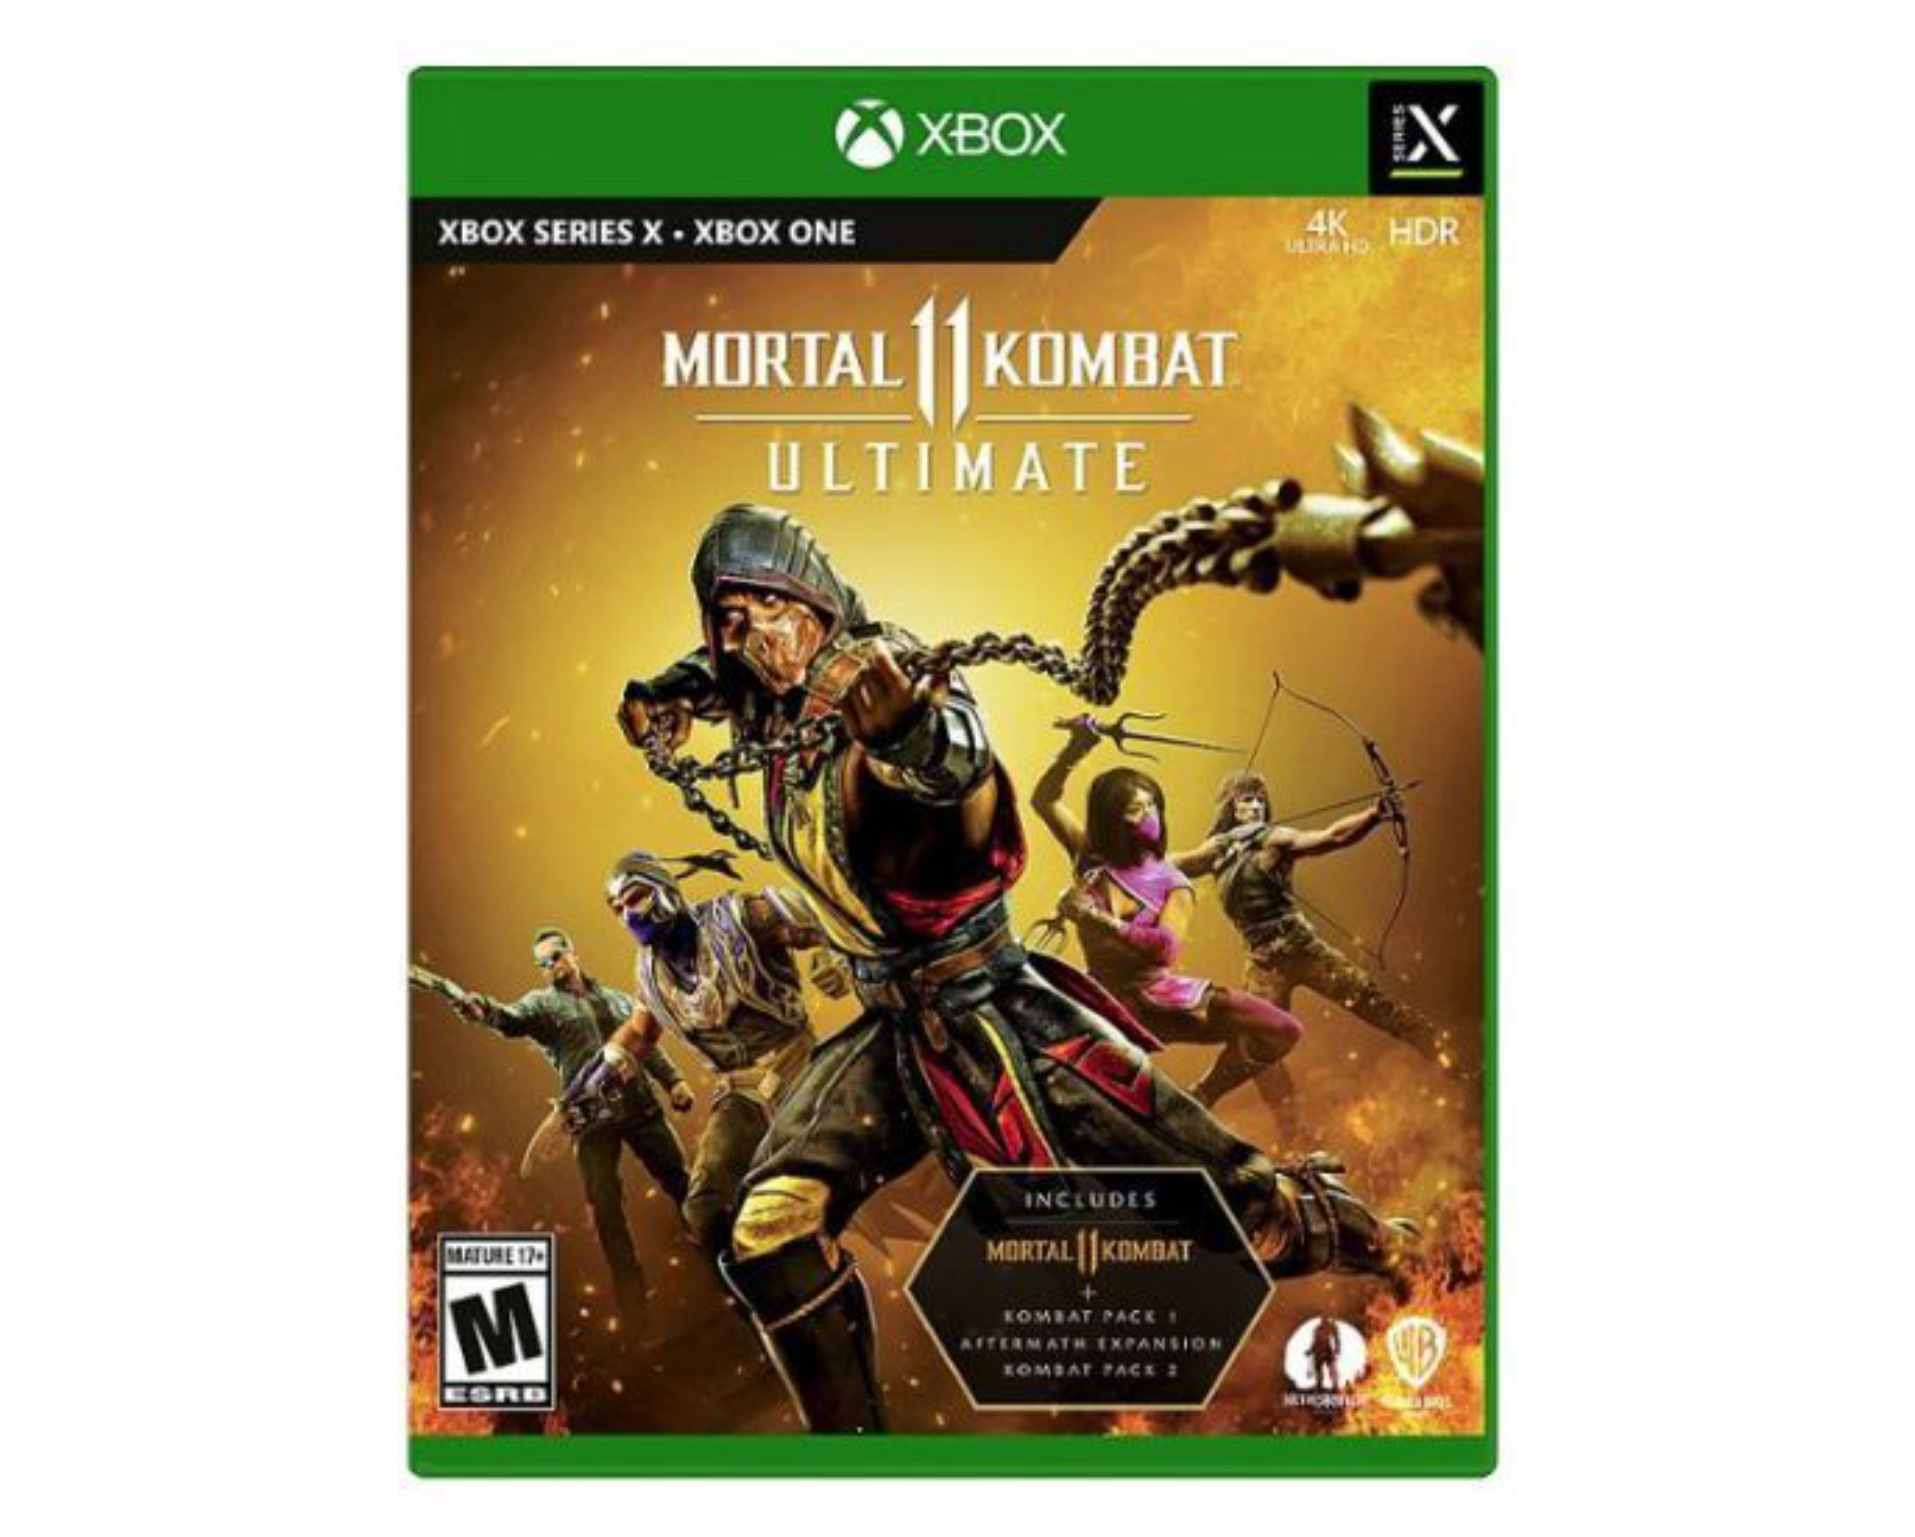 XBOX
SERIES X
XBOX SERIES X • XBOX ONE
4K
ULTRA HD
HDR
MORTAL 11 KOMBAT
ULTIMATE
INCLUDES
MORTAL 11 KOMBAT
+
KOMBAT PACK 1
AFTERMATH EXPANSION
KOMBAT PACK 2
MATURE 17+
M
ESRB
WB